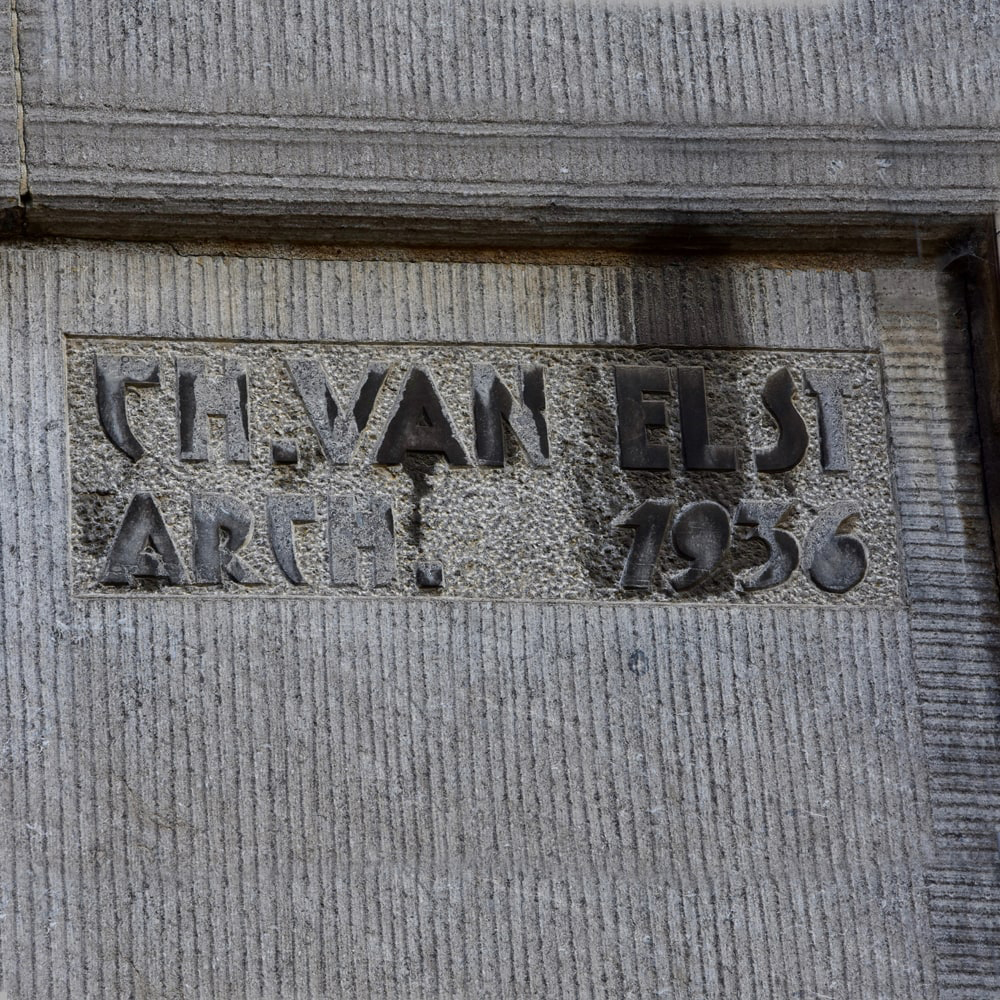 CH. VAN ELST
ARCH. 1936